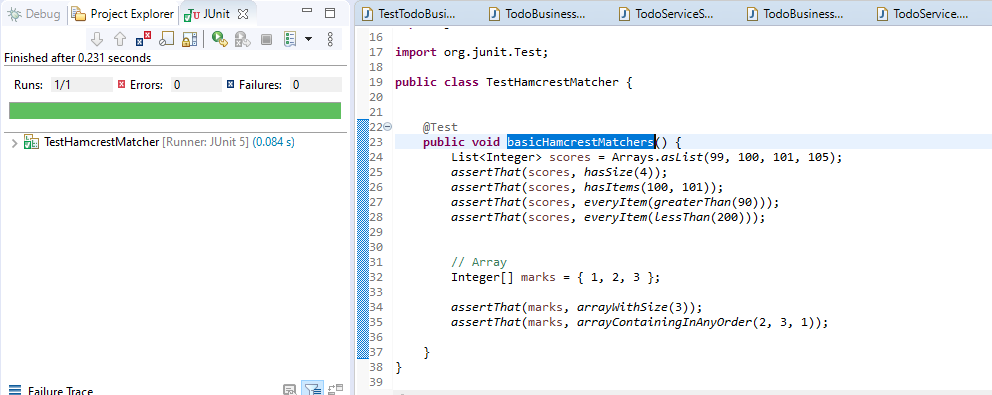 Debug Project Explorer JUnit
Finished after 0.231 seconds
Runs: 1/1 Errors: 0 Failures: 0
TestHamcrestMatcher [Runner: JUnit 5] (0.084 s)
Failure Trace
TestTodoBusi... TodoBusiness... TodoServiceS... TodoBusiness... TodoService....
16
17 import org.junit.Test;
18
19 public class TestHamcrestMatcher {
20
21
22 @Test
23 public void basicHamcrestMatchers() {
24 List<Integer> scores = Arrays.asList(99, 100, 101, 105);
25 assertThat(scores, hasSize(4));
26 assertThat(scores, hasItems(100, 101));
27 assertThat(scores, everyItem(greaterThan(90)));
28 assertThat(scores, everyItem(lessThan(200)));
29
30
31 // Array
32 Integer[] marks = { 1, 2, 3 };
33
34 assertThat(marks, arrayWithSize(3));
35 assertThat(marks, arrayContainingInAnyOrder(2, 3, 1));
36
37 }
38 }
39